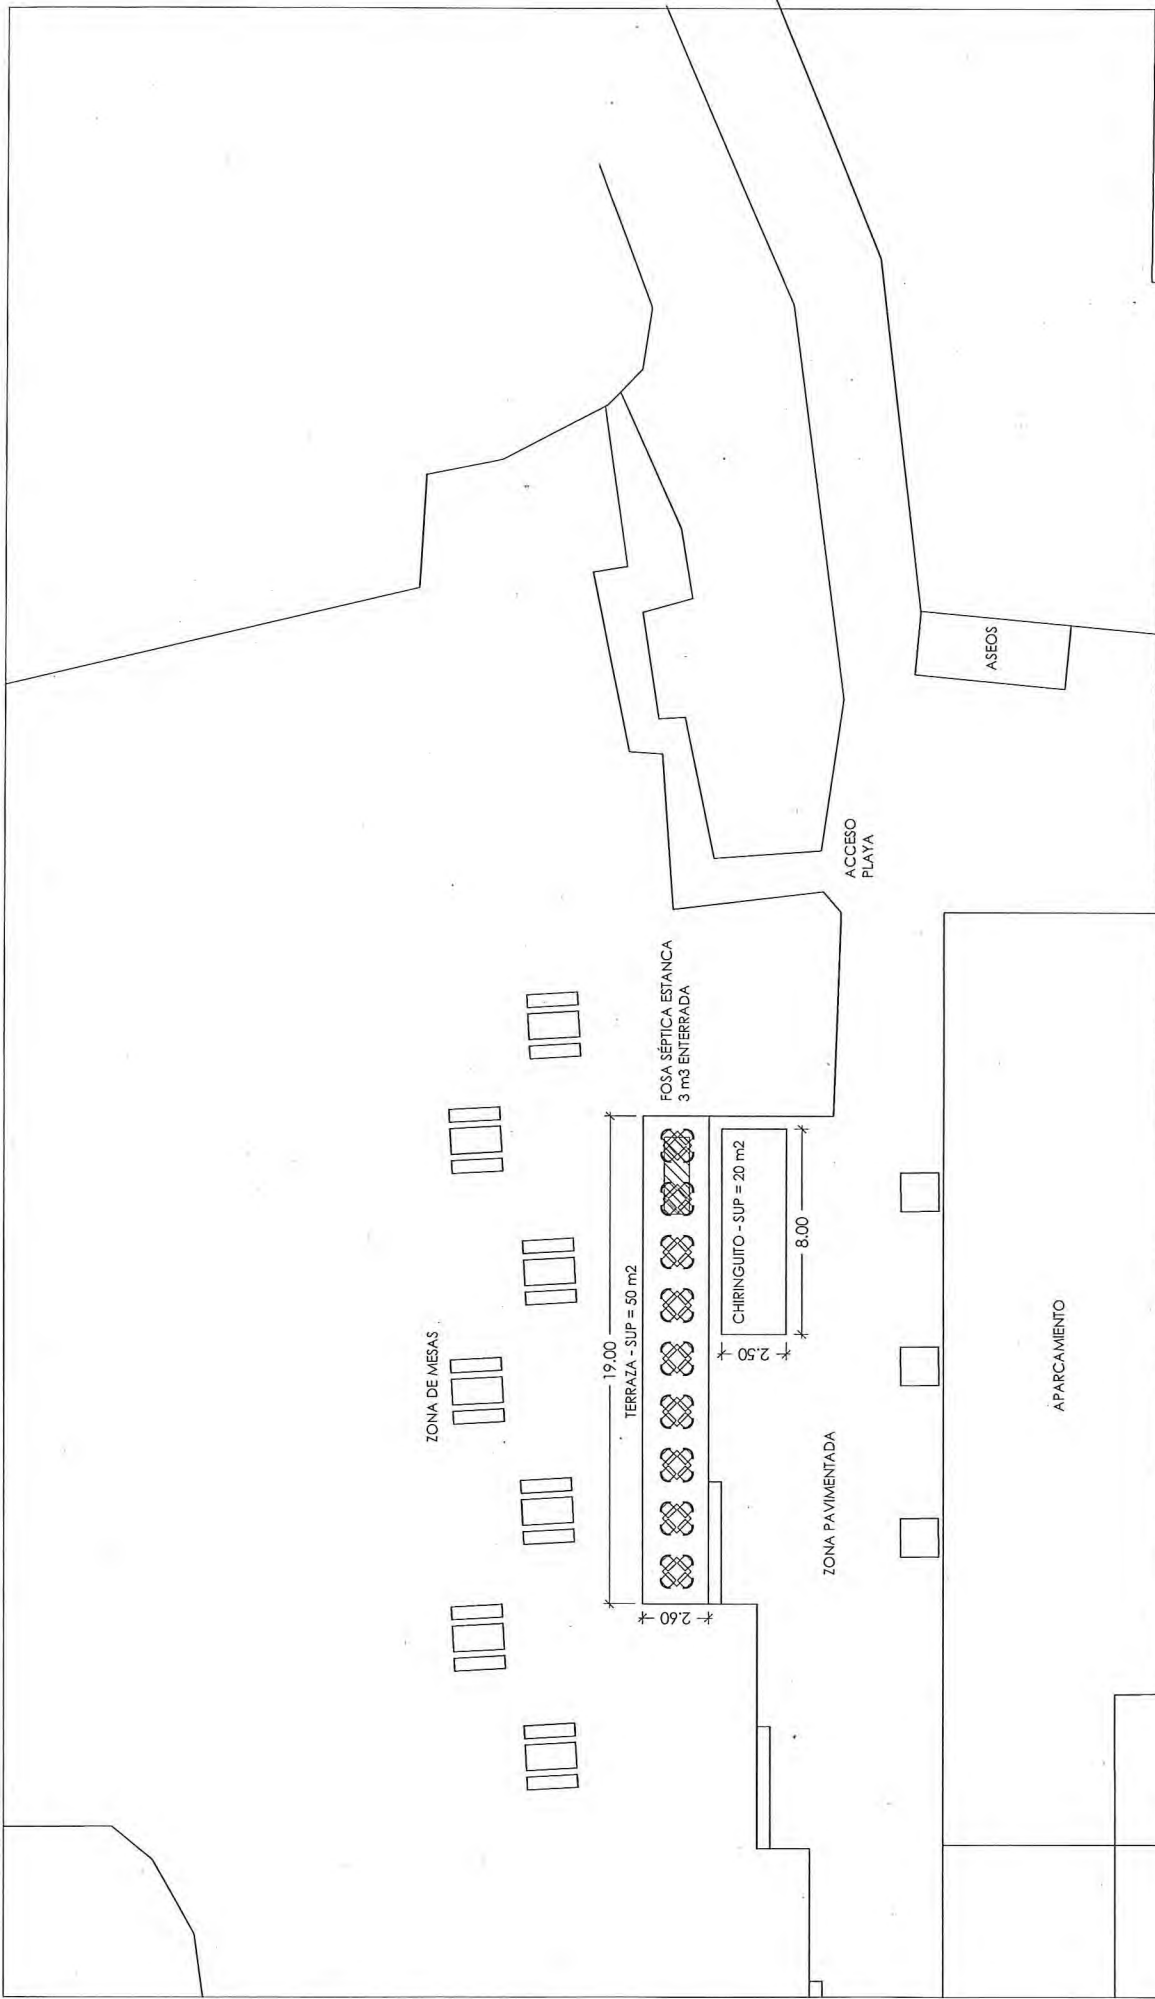 ZONA DE MESAS
19.00
TERRAZA - SUP = 50 m2
2.60
FOSA SÉPTICA ESTANCA
3 m3 ENTERRADA
CHIRINGUITO - SUP = 20 m2
2.50
8.00
ZONA PAVIMENTADA
ACCESO
PLAYA
ASEOS
APARCAMIENTO